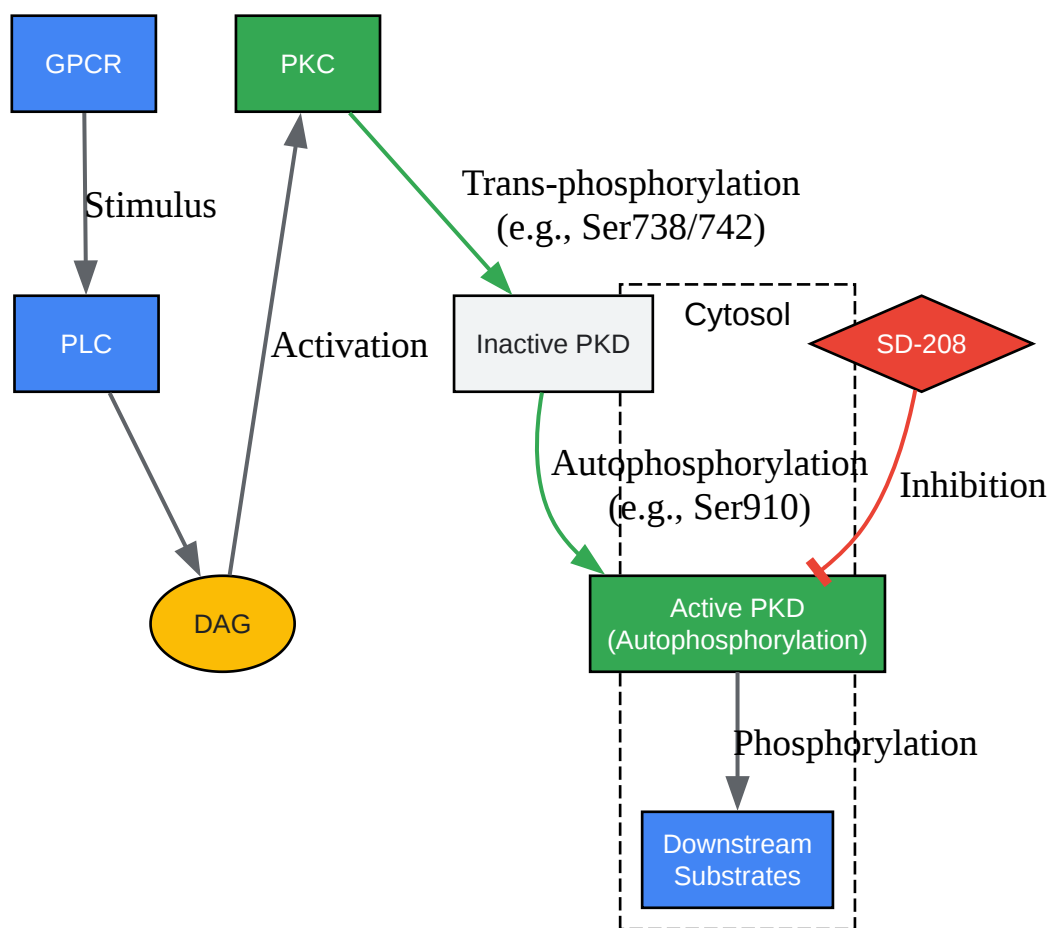 GPCR
PKC
Stimulus
Trans-phosphorylation
(e.g., Ser738/742)
PLC
Activation
Inactive PKD
Cytosol
SD-208
Autophosphorylation
(e.g., Ser910)
Inhibition
DAG
Active PKD
(Autophosphorylation)
Phosphorylation
Downstream
Substrates